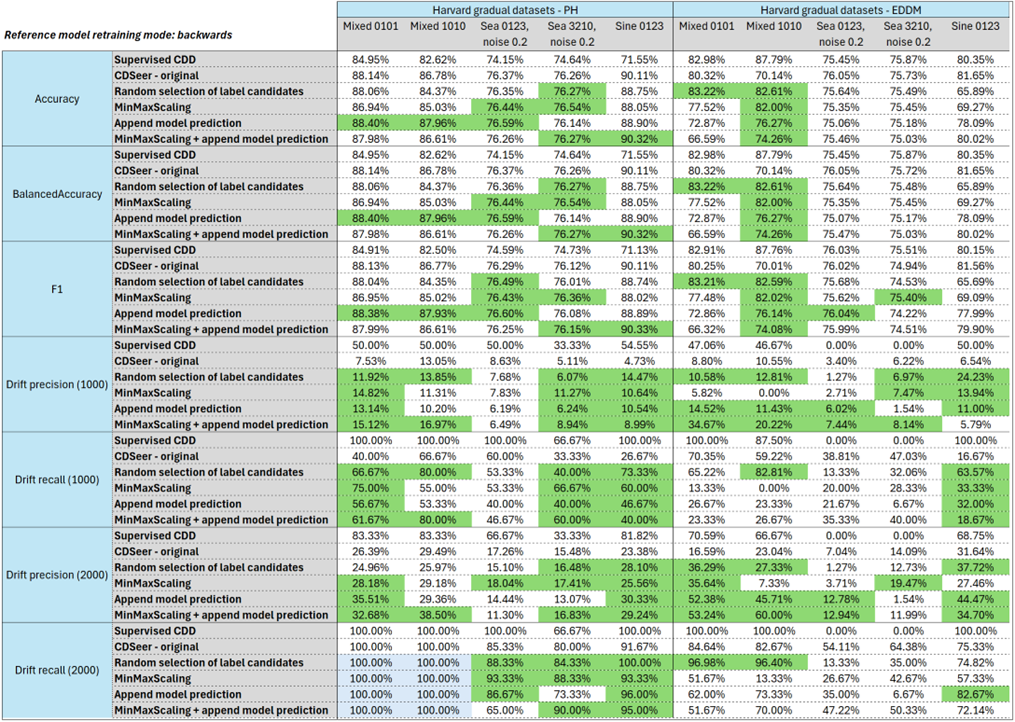 Harvard gradual datasets - PH Harvard gradual datasets - EDDM
Reference model retraining mode: backwards Mixed 0101 Mixed 1010 Sea 0123, noise 0.2 Sea 3210, noise 0.2 Sine 0123 Mixed 0101 Mixed 1010 Sea 0123, noise 0.2 Sea 3210, noise 0.2 Sine 0123
Accuracy
Supervised CDD 84.95% 82.62% 74.15% 74.64% 71.55% 82.98% 87.79% 75.45% 75.87% 80.35%
CDSeer - original 88.14% 86.78% 76.37% 76.26% 90.11% 80.32% 70.14% 76.05% 75.73% 81.65%
Random selection of label candidates 88.06% 84.37% 76.35% 76.27% 88.75% 83.22% 82.61% 75.64% 75.49% 65.89%
MinMaxScaling 86.94% 85.03% 76.44% 76.54% 88.05% 77.52% 82.00% 75.35% 75.45% 69.27%
Append model prediction 88.40% 87.96% 76.59% 76.14% 88.90% 72.87% 76.27% 75.06% 75.18% 78.09%
MinMaxScaling + append model prediction 87.98% 86.61% 76.26% 76.27% 90.32% 66.59% 74.26% 75.46% 75.03% 80.02%
BalancedAccuracy
Supervised CDD 84.95% 82.62% 74.15% 74.64% 71.55% 82.98% 87.79% 75.45% 75.87% 80.35%
CDSeer - original 88.14% 86.78% 76.37% 76.26% 90.11% 80.32% 70.14% 76.05% 75.72% 81.65%
Random selection of label candidates 88.06% 84.37% 76.36% 76.27% 88.75% 83.22% 82.61% 75.64% 75.48% 65.89%
MinMaxScaling 86.94% 85.03% 76.44% 76.54% 88.05% 77.52% 82.00% 75.35% 75.45% 69.27%
Append model prediction 88.40% 87.96% 76.59% 76.14% 88.90% 72.87% 76.27% 75.07% 75.17% 78.09%
MinMaxScaling + append model prediction 87.98% 86.61% 76.26% 76.27% 90.32% 66.59% 74.26% 75.47% 75.03% 80.02%
F1
Supervised CDD 84.91% 82.50% 74.59% 74.73% 71.13% 82.91% 87.76% 76.03% 75.51% 80.15%
CDSeer - original 88.13% 86.77% 76.29% 76.12% 90.11% 80.25% 70.01% 76.02% 74.94% 81.56%
Random selection of label candidates 88.04% 84.35% 76.49% 76.01% 88.74% 83.21% 82.59% 75.68% 74.53% 65.69%
MinMaxScaling 86.95% 85.02% 76.43% 76.36% 88.02% 77.48% 82.02% 75.62% 75.40% 69.09%
Append model prediction 88.38% 87.93% 76.60% 76.08% 88.89% 72.86% 76.14% 76.04% 74.22% 77.99%
MinMaxScaling + append model prediction 87.99% 86.61% 76.25% 76.15% 90.33% 66.32% 74.08% 75.99% 74.51% 79.90%
Drift precision (1000)
Supervised CDD 50.00% 50.00% 50.00% 33.33% 54.55% 47.06% 46.67% 0.00% 0.00% 50.00%
CDSeer - original 7.53% 13.05% 8.63% 5.11% 4.73% 8.80% 10.55% 3.40% 6.22% 6.54%
Random selection of label candidates 11.92% 13.85% 7.68% 6.07% 14.47% 10.58% 12.81% 1.27% 6.97% 24.23%
MinMaxScaling 14.82% 11.31% 7.83% 11.27% 10.64% 5.82% 0.00% 2.71% 7.47% 13.94%
Append model prediction 13.14% 10.20% 6.19% 6.24% 10.54% 14.52% 11.43% 6.02% 1.54% 11.00%
MinMaxScaling + append model prediction 15.12% 16.97% 6.49% 8.94% 8.99% 34.67% 20.22% 7.44% 8.14% 5.79%
Drift recall (1000)
Supervised CDD 100.00% 100.00% 100.00% 66.67% 100.00% 100.00% 87.50% 0.00% 0.00% 100.00%
CDSeer - original 40.00% 66.67% 60.00% 33.33% 26.67% 70.35% 59.22% 38.81% 47.03% 16.67%
Random selection of label candidates 66.67% 80.00% 53.33% 40.00% 73.33% 65.22% 82.81% 13.33% 32.06% 63.57%
MinMaxScaling 75.00% 55.00% 53.33% 66.67% 60.00% 13.33% 0.00% 20.00% 28.33% 33.33%
Append model prediction 56.67% 53.33% 40.00% 40.00% 46.67% 26.67% 23.33% 21.67% 6.67% 32.00%
MinMaxScaling + append model prediction 61.67% 80.00% 46.67% 60.00% 40.00% 23.33% 26.67% 35.33% 40.00% 18.67%
Drift precision (2000)
Supervised CDD 83.33% 83.33% 66.67% 33.33% 81.82% 70.59% 66.67% 0.00% 0.00% 68.75%
CDSeer - original 26.39% 29.49% 17.26% 15.48% 23.38% 16.59% 23.04% 7.04% 14.09% 31.64%
Random selection of label candidates 24.96% 25.97% 15.10% 16.48% 28.10% 36.29% 27.33% 1.27% 12.73% 37.72%
MinMaxScaling 28.18% 29.18% 18.04% 17.41% 25.56% 35.64% 7.33% 3.71% 19.47% 27.46%
Append model prediction 35.51% 29.36% 14.44% 13.07% 30.33% 52.38% 45.71% 12.78% 1.54% 44.47%
MinMaxScaling + append model prediction 32.68% 38.50% 11.30% 16.83% 29.24% 53.24% 60.00% 12.94% 11.99% 34.70%
Drift recall (2000)
Supervised CDD 100.00% 100.00% 100.00% 66.67% 100.00% 100.00% 100.00% 0.00% 0.00% 100.00%
CDSeer - original 100.00% 100.00% 85.33% 80.00% 91.67% 84.64% 82.67% 54.11% 64.38% 75.33%
Random selection of label candidates 100.00% 100.00% 88.33% 84.33% 100.00% 96.98% 96.40% 13.33% 35.00% 74.82%
MinMaxScaling 100.00% 100.00% 93.33% 88.33% 93.33% 51.67% 13.33% 26.67% 42.67% 57.33%
Append model prediction 100.00% 100.00% 86.67% 73.33% 96.00% 62.00% 73.33% 35.00% 6.67% 82.67%
MinMaxScaling + append model prediction 100.00% 100.00% 65.00% 90.00% 95.00% 51.67% 70.00% 47.22% 50.33% 72.14%